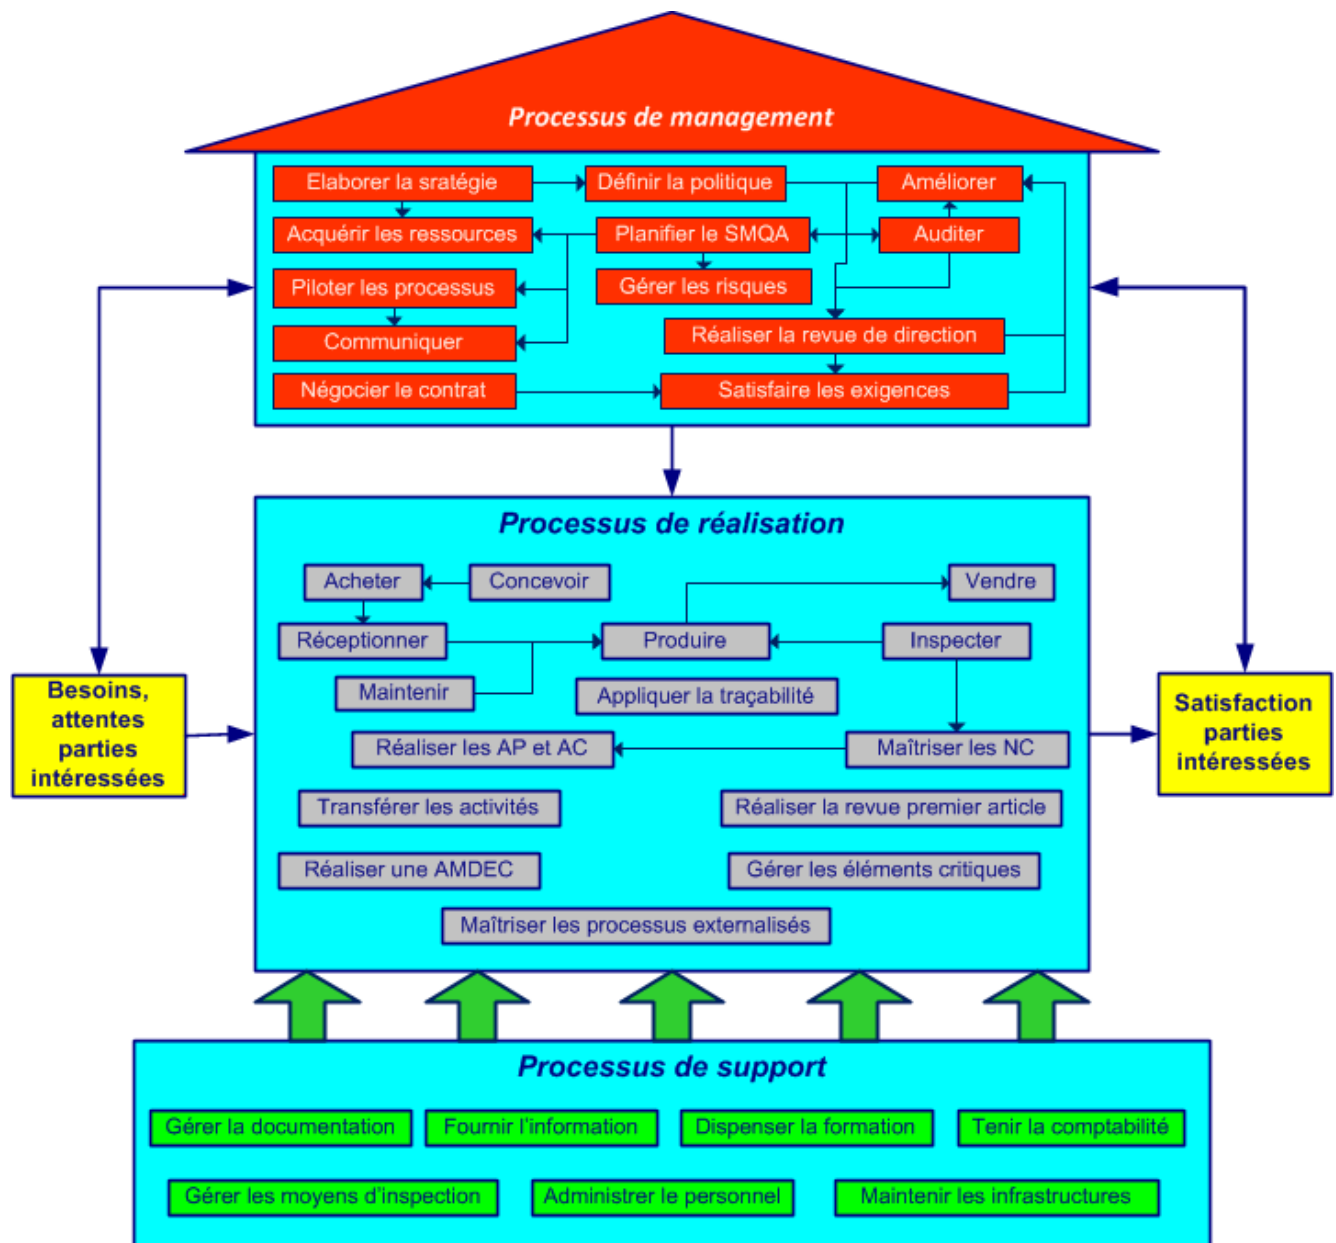 Processus de management
Elaborer la sratégie
Définir la politique
Améliorer
Acquérir les ressources
Planifier le SMQA
Auditer
Piloter les processus
Gérer les risques
Communiquer
Réaliser la revue de direction
Négocier le contrat
Satisfaire les exigences
Processus de réalisation
Acheter
Concevoir
Vendre
Réceptionner
Produire
Inspecter
Maintenir
Appliquer la traçabilité
Réaliser les AP et AC
Maîtriser les NC
Transférer les activités
Réaliser la revue premier article
Réaliser une AMDEC
Gérer les éléments critiques
Maîtriser les processus externalisés
Besoins,
attentes
parties
intéressées
Satisfaction
parties
intéressées
Processus de support
Gérer la documentation
Fournir l'information
Dispenser la formation
Tenir la comptabilité
Gérer les moyens d'inspection
Administrer le personnel
Maintenir les infrastructures